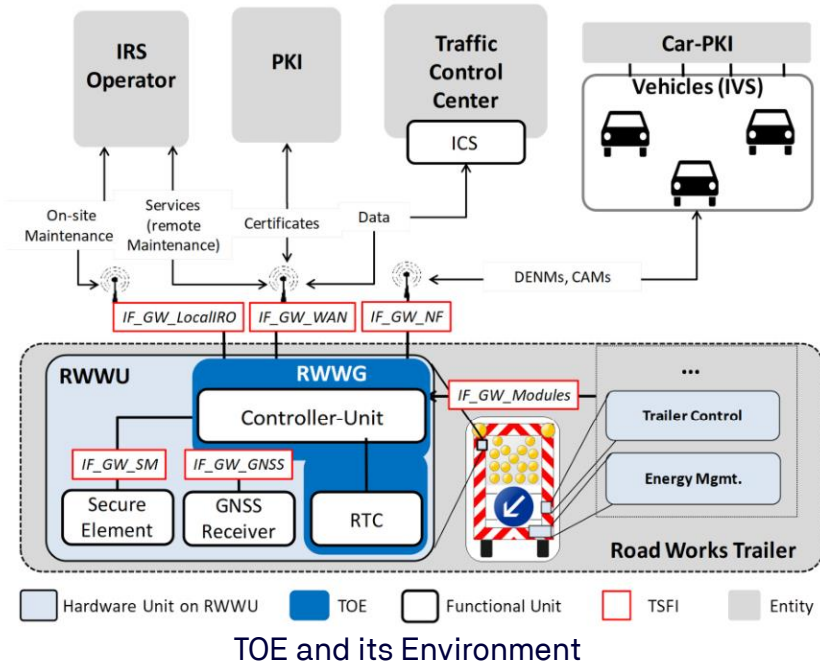 IRS
Operator
PKI
Traffic
Control
Center
ICS
Car-PKI
Vehicles (IVS)
On-site
Maintenance
Services
(remote
Maintenance)
Certificates
Data
DENMs, CAMs
IF_GW_LocalIRO
IF_GW_WAN
IF_GW_NF
RWWU
RWWG
Controller-Unit
IF_GW_Modules
...
Trailer Control
Energy Mgmt.
IF_GW_SM
IF_GW_GNSS
Secure
Element
GNSS
Receiver
RTC
Road Works Trailer
Hardware Unit on RWWU
TOE
Functional Unit
TSFI
Entity
TOE and its Environment